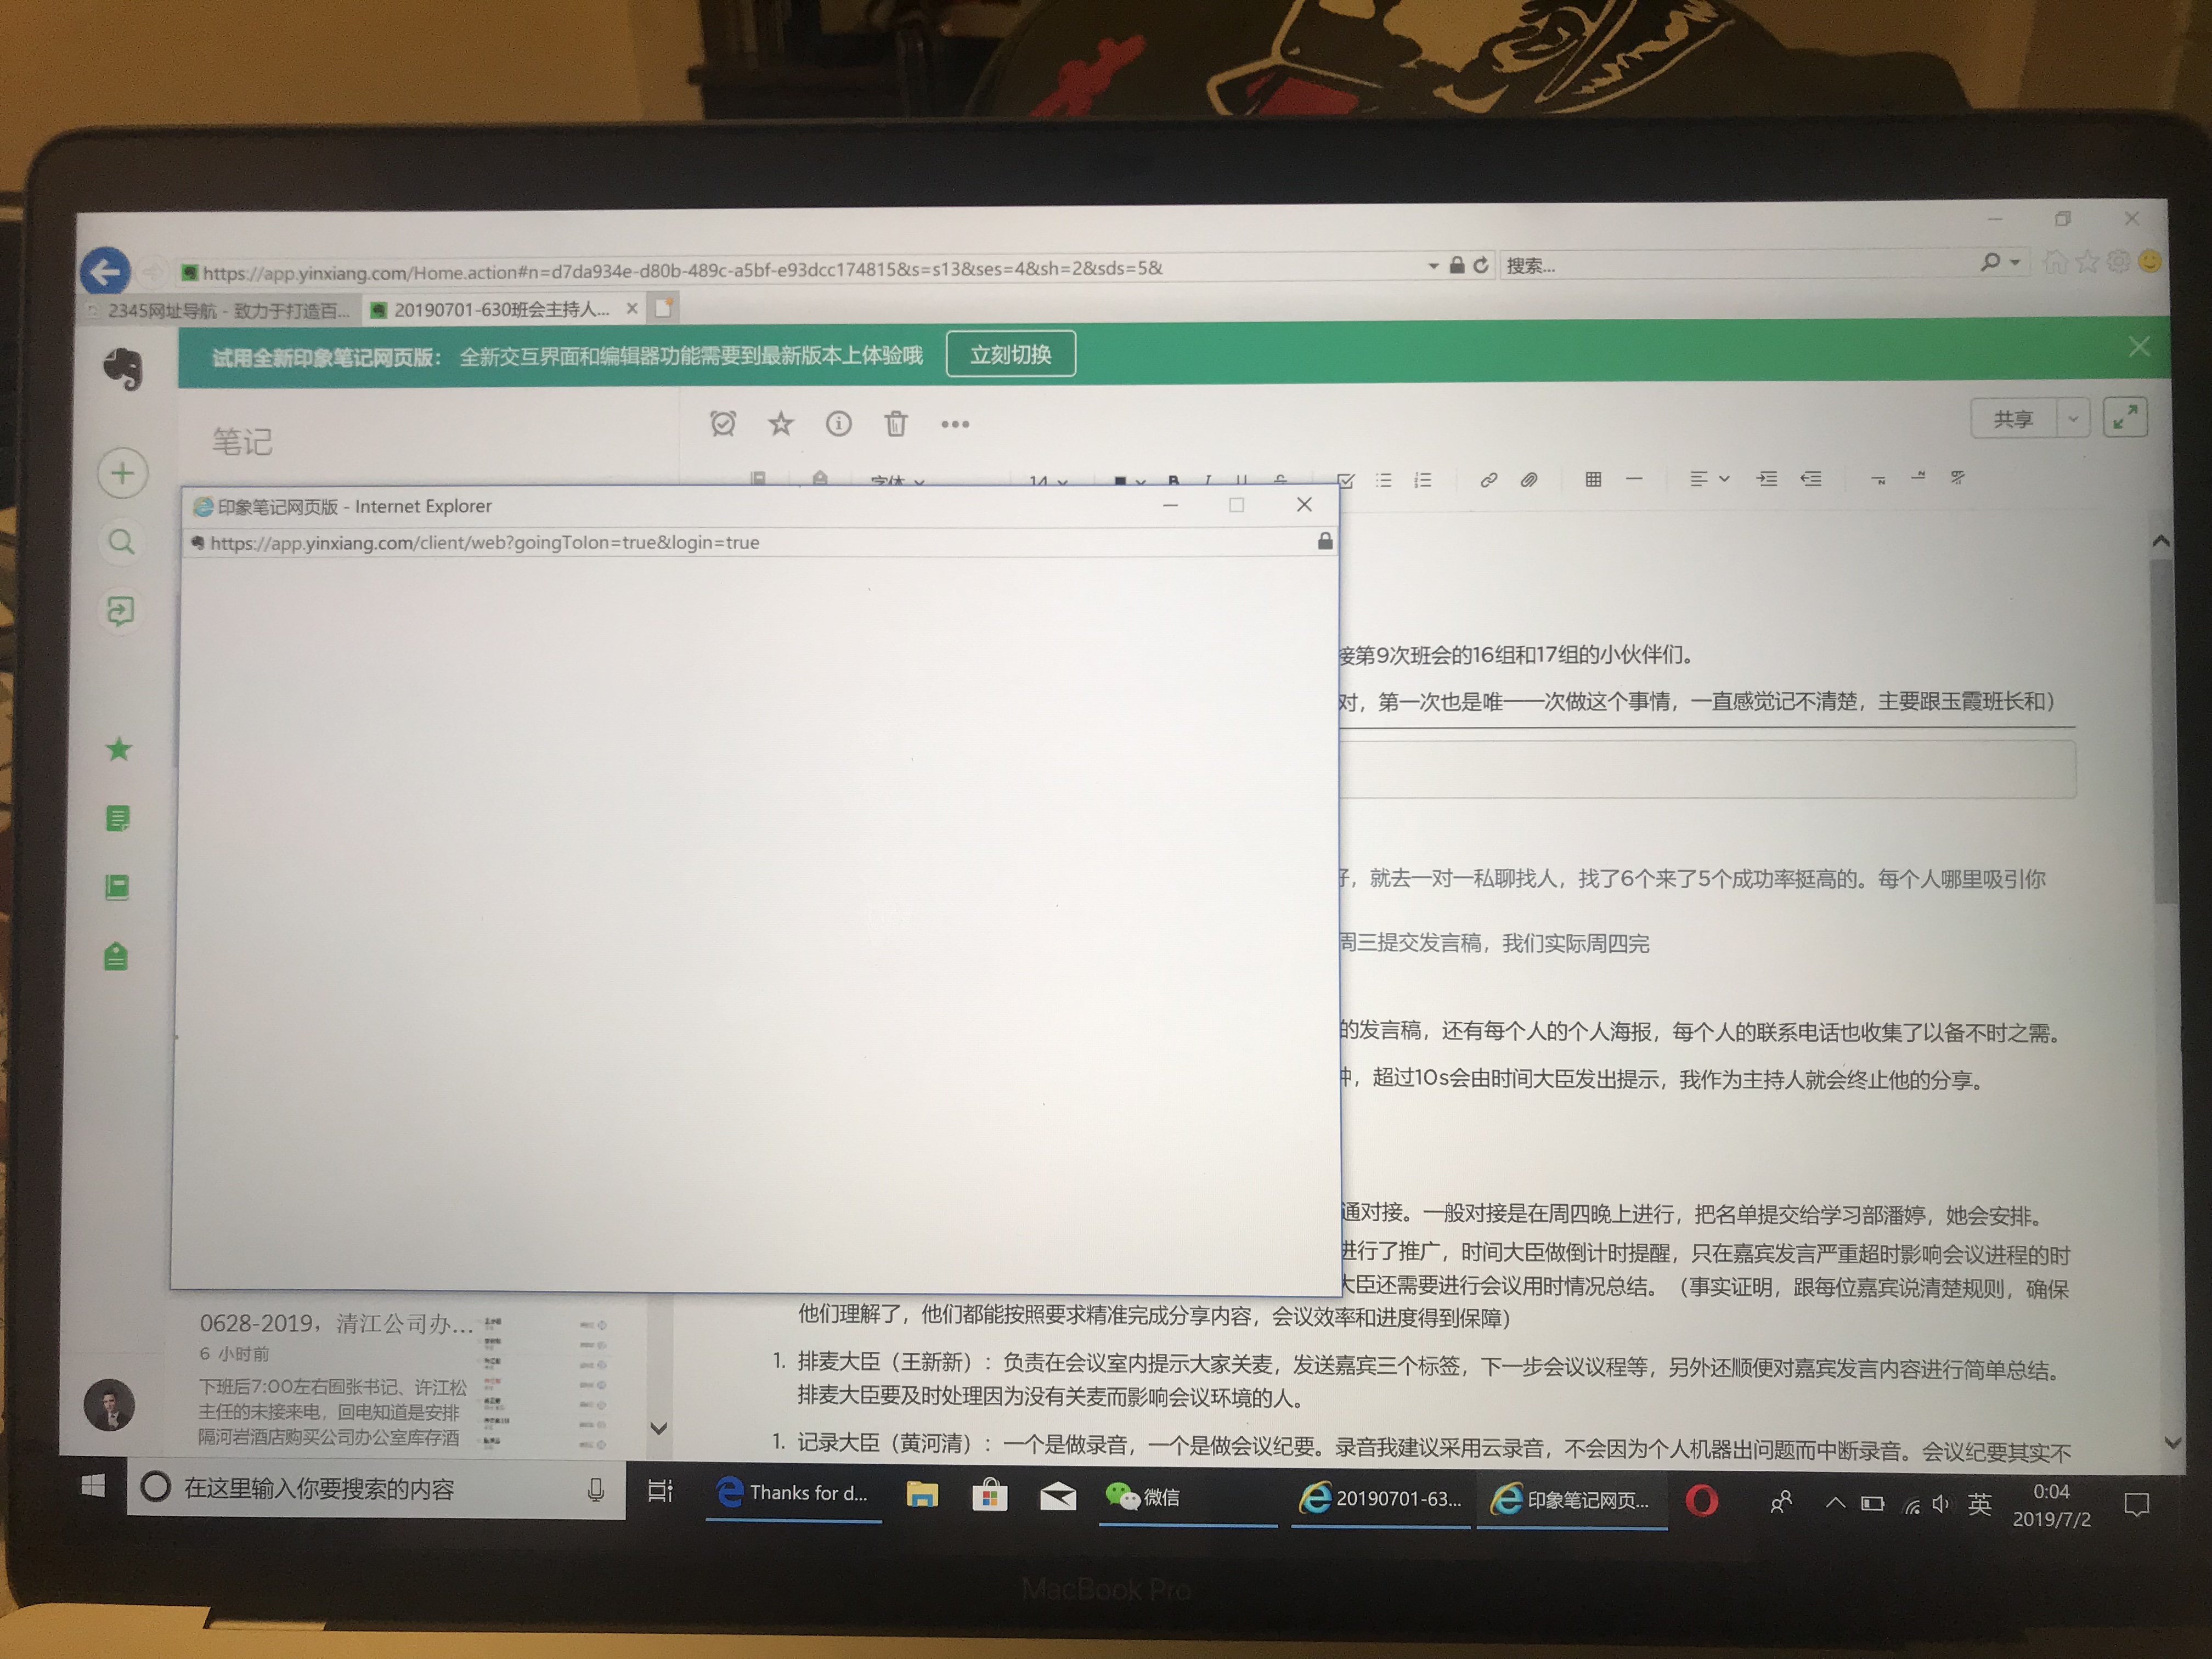 https://app.yinxiang.com/Home.action#n=d7da934e-d80b-489c-a5bf-e93dcc174815&s=s13&ses=4&sh=2&sds=5&
搜索...
2345网址导航 - 致力于打造百...
20190701-630班会主持人...
试用全新印象笔记网页版： 全新交互界面和编辑器功能需要到最新版本上体验哦
立刻切换
笔记
共享
字体
14
B I U S
印象笔记网页版 - Internet Explorer
https://app.yinxiang.com/client/web?goingToIon=true&login=true
接第9次班会的16组和17组的小伙伴们。
对，第一次也是唯一一次做这个事情，一直感觉记不清楚，主要跟玉霞班长和）
好，就去一对一私聊找人，找了6个来了5个成功率挺高的。每个人哪里吸引你
周三提交发言稿，我们实际周四完
的发言稿，还有每个人的个人海报，每个人的联系电话也收集了以备不时之需。
钟，超过10s会由时间大臣发出提示，我作为主持人就会终止他的分享。
通对接。一般对接是在周四晚上进行，把名单提交给学习部潘婷，她会安排。
进行了推广，时间大臣做倒计时提醒，只在嘉宾发言严重超时影响会议进程的时
大臣还需要进行会议用时情况总结。（事实证明，跟每位嘉宾说清楚规则，确保
他们理解了，他们都能按照要求精准完成分享内容，会议效率和进度得到保障）
1. 排麦大臣（王新新）：负责在会议室内提示大家关麦，发送嘉宾三个标签，下一步会议议程等，另外还顺便对嘉宾发言内容进行简单总结。
排麦大臣要及时处理因为没有关麦而影响会议环境的人。
1. 记录大臣（黄河清）：一个是做录音，一个是做会议纪要。录音我建议采用云录音，不会因为个人机器出问题而中断录音。会议纪要其实不
0628-2019，清江公司办...
6 小时前
下班后7:00左右囿张书记、许江松
主任的未接来电，回电知道是安排
隔河岩酒店购买公司办公室库存酒
在这里输入你要搜索的内容
Thanks for d...
微信
20190701-63...
印象笔记网页...
英
0:04
2019/7/2
MacBook Pro